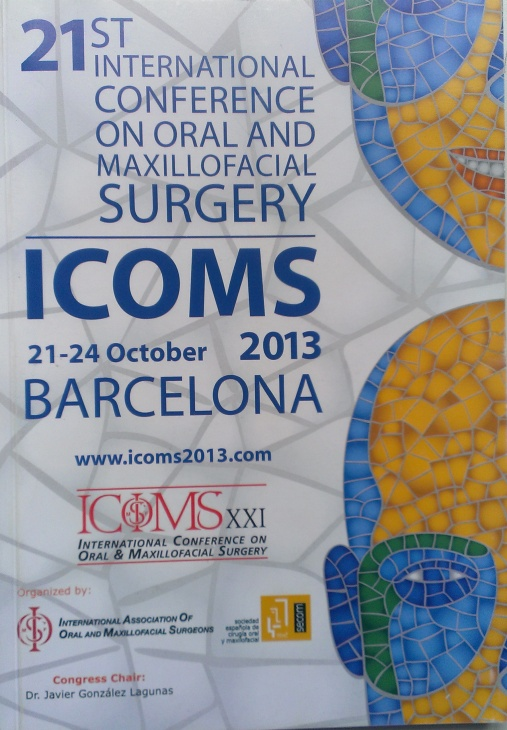 21ST
INTERNATIONAL
CONFERENCE
ON ORAL AND
MAXILLOFACIAL
SURGERY
ICOMS
21-24 October 2013
BARCELONA
www.icoms2013.com
ICOMS XXI
INTERNATIONAL CONFERENCE ON
ORAL & MAXILLOFACIAL SURGERY
Organized by:
INTERNATIONAL ASSOCIATION OF
ORAL AND MAXILLOFACIAL SURGEONS
sociedad
española de
cirugía oral
y maxilofacial
secom
Congress Chair:
Dr. Javier González Lagunas